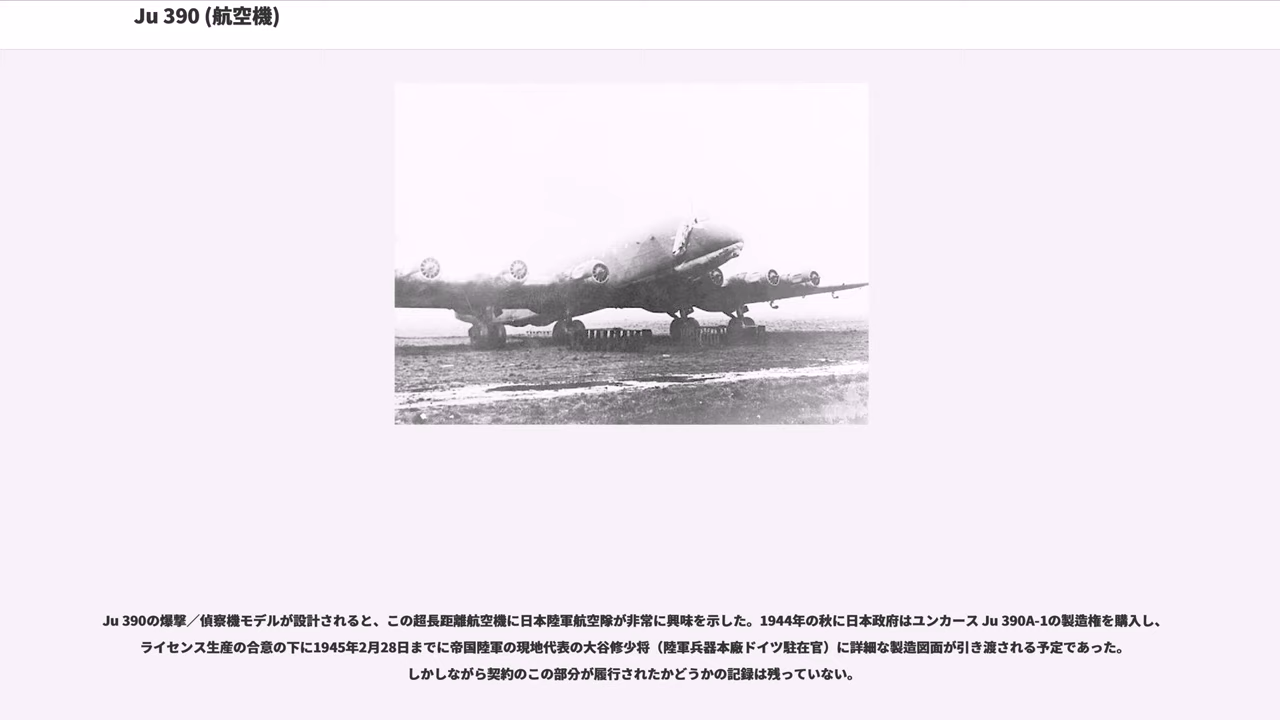 Ju 390 (航空機)
Ju 390の爆撃／偵察機モデルが設計されると、この超長距離航空機に日本陸軍航空隊が非常に興味を示した。1944年の秋に日本政府はユンカース Ju 390A-1の製造権を購入し、
ライセンス生産の合意の下に1945年2月28日までに帝国陸軍の現地代表の大谷修少将（陸軍兵器本廠ドイツ駐在官）に詳細な製造図面が引き渡される予定であった。
しかしながら契約のこの部分が履行されたかどうかの記録は残っていない。